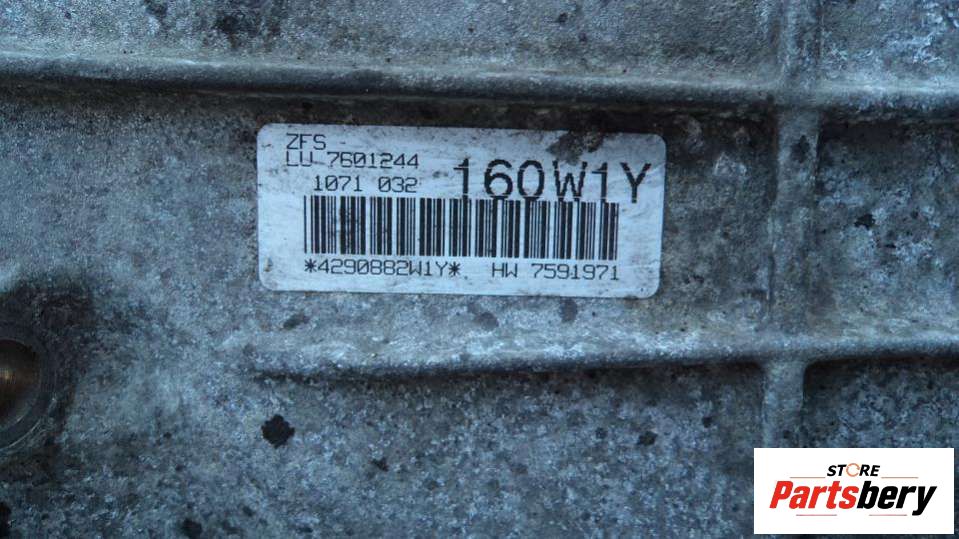 ZFS
LU 7601244
1071 032 160W1Y
*4290882W1Y* HW 7591971
STORE
Partsbery